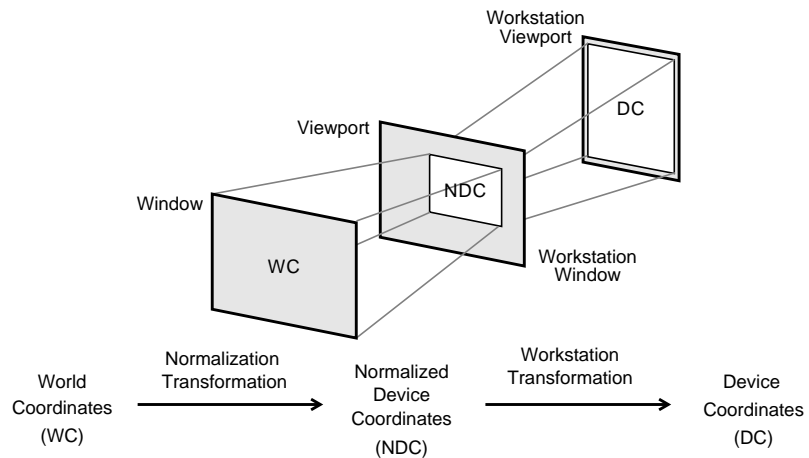 Workstation
Viewport
DC
Viewport
NDC
Window
WC
Workstation
Window
Normalization
Transformation
Workstation
Transformation
World
Coordinates
(WC)
Normalized
Device
Coordinates
(NDC)
Device
Coordinates
(DC)